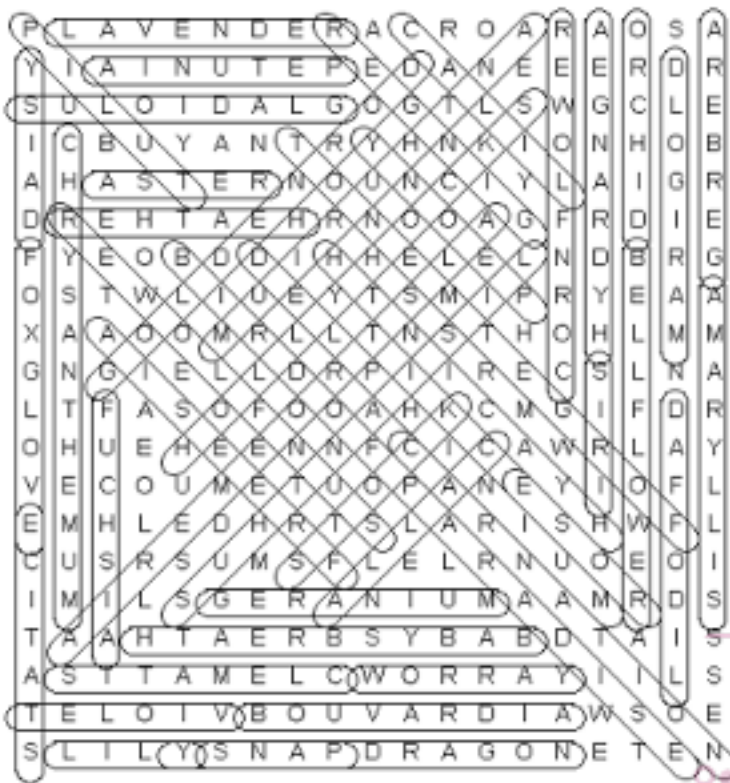 P L A V E N D E R A C R O A R A O S A
Y I A I N U T E P E D A N E E E R D R
S U L O I D A L G O G T L S W G C L E
I C B U Y A N T R Y H N K I O N H O B
A H A S T E R N O U N C I Y L A I G R
D R E H T A E H R N O O A G F R D I E
F Y E O B D D I H H E L E L N D B R G
O S T W L I U E Y T S M I P R Y E A A
X A A O O M R L L T N S T H O H L M M
G N G I E L L D R P I I R E C S L N A
L T F A S O F O O A H K C M G I F D R
O H U E H E E N N F C I C A W R L A Y
V E C O U M E T U O P A N E Y I O F L
E M H L E D H R T S L A R I S H W F L
C U S R S U M S F L E L R N U O E O I
I M I L S G E R A N I U M A A M R D S
T A A H T A E R B S Y B A B D T A I S
A S T T A M E L C W O R R A Y I I L S
T E L O I V B O U V A R D I A W S O E
S L I L Y S N A P D R A G O N E T E N